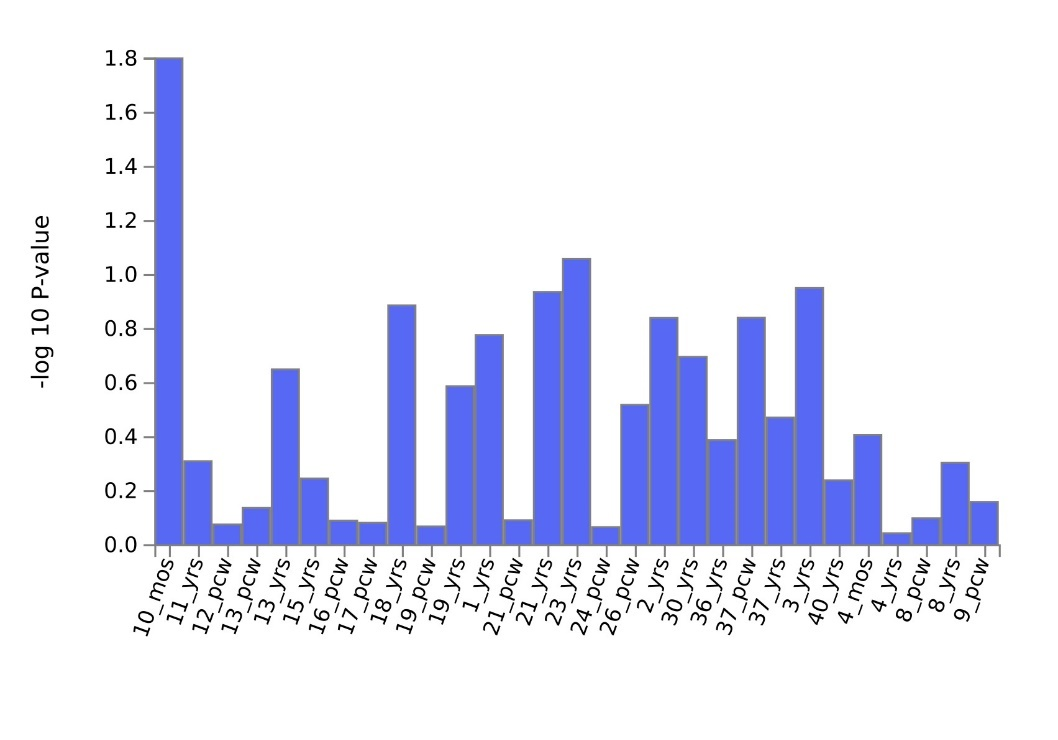 1.8
1.6
1.4
1.2
1.0
0.8
0.6
0.4
0.2
0.0
-log 10 P-value
10_mos
11_yrs
12_pcw
13_pcw
13_yrs
15_yrs
16_pcw
17_pcw
18_yrs
19_pcw
19_yrs
1_yrs
21_pcw
21_yrs
23_yrs
24_pcw
26_pcw
2_yrs
30_yrs
36_yrs
37_pcw
37_yrs
3_yrs
40_yrs
4_mos
4_yrs
8_pcw
8_yrs
9_pcw